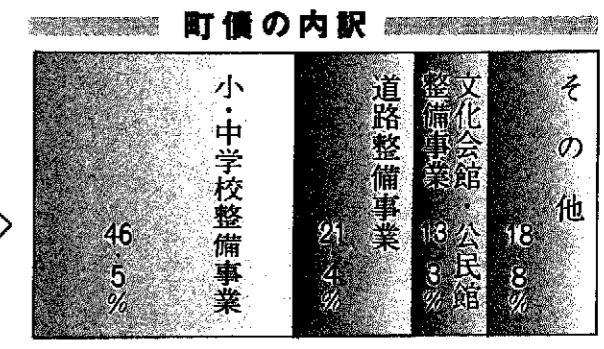 町債の内訳
小・中学校整備事業
46.5%
道路整備事業
21.4%
文化会館・公民館
整備事業
13.3%
その他
18.8%